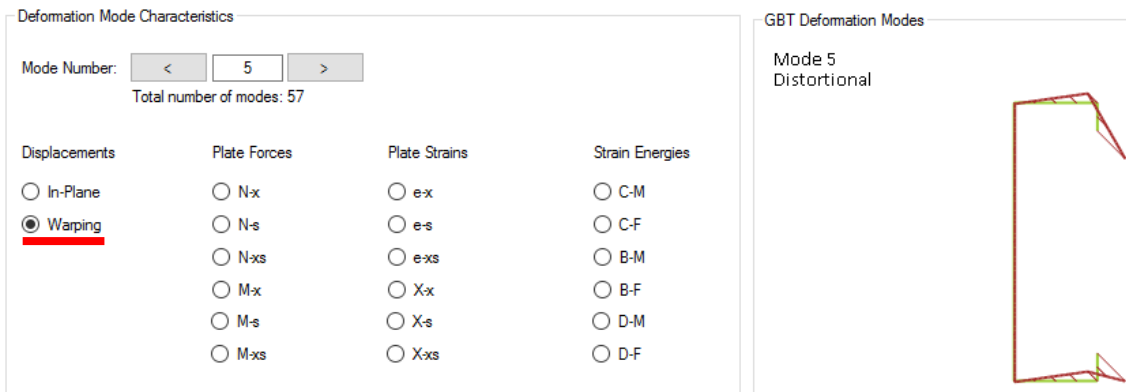 Deformation Mode Characteristics
Mode Number: < 5 >
Total number of modes: 57
Displacements Plate Forces Plate Strains Strain Energies
In-Plane N-x e-x C-M
Warping N-s e-s C-F
N-xs e-xs B-M
M-x X-x B-F
M-s X-s D-M
M-xs X-xs D-F
GBT Deformation Modes
Mode 5
Distortional